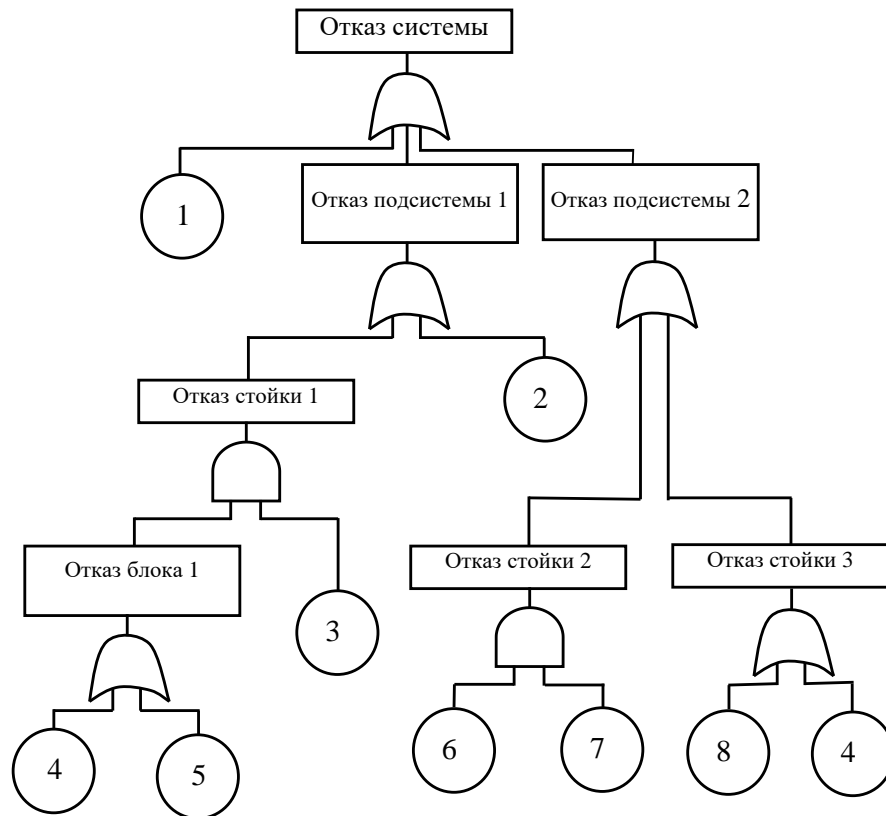 Отказ системы
1
Отказ подсистемы 1
Отказ подсистемы 2
Отказ стойки 1
2
Отказ блока 1
3
Отказ стойки 2
Отказ стойки 3
4
5
6
7
8
4